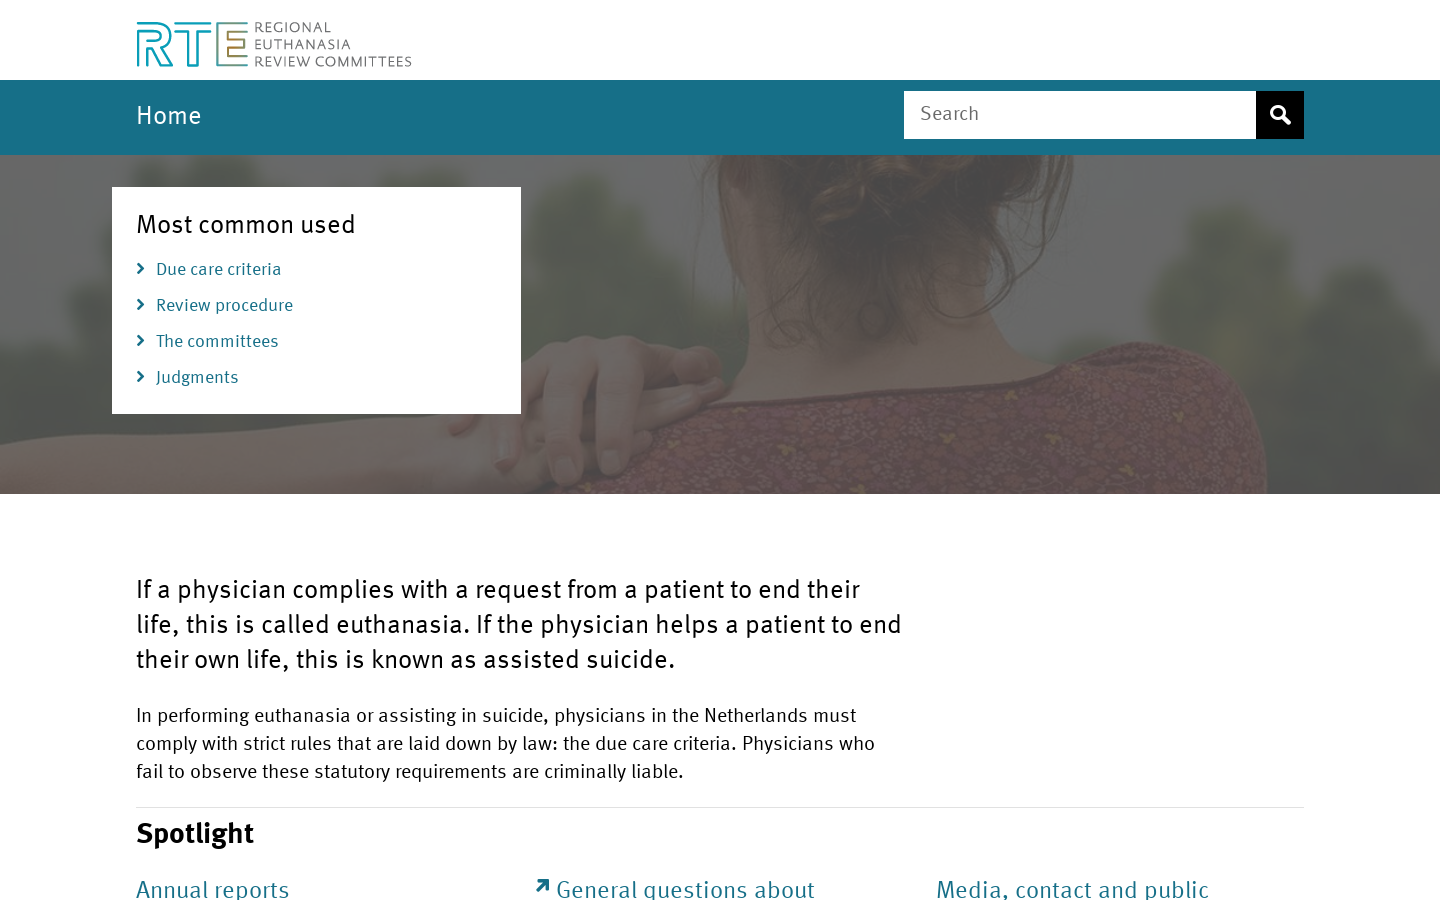 RTE REGIONAL
EUTHANASIA
REVIEW COMMITTEES
Home
Search
Most common used
Due care criteria
Review procedure
The committees
Judgments
If a physician complies with a request from a patient to end their
life, this is called euthanasia. If the physician helps a patient to end
their own life, this is known as assisted suicide.
In performing euthanasia or assisting in suicide, physicians in the Netherlands must
comply with strict rules that are laid down by law: the due care criteria. Physicians who
fail to observe these statutory requirements are criminally liable.
Spotlight
Annual reports
General questions about
Media, contact and public